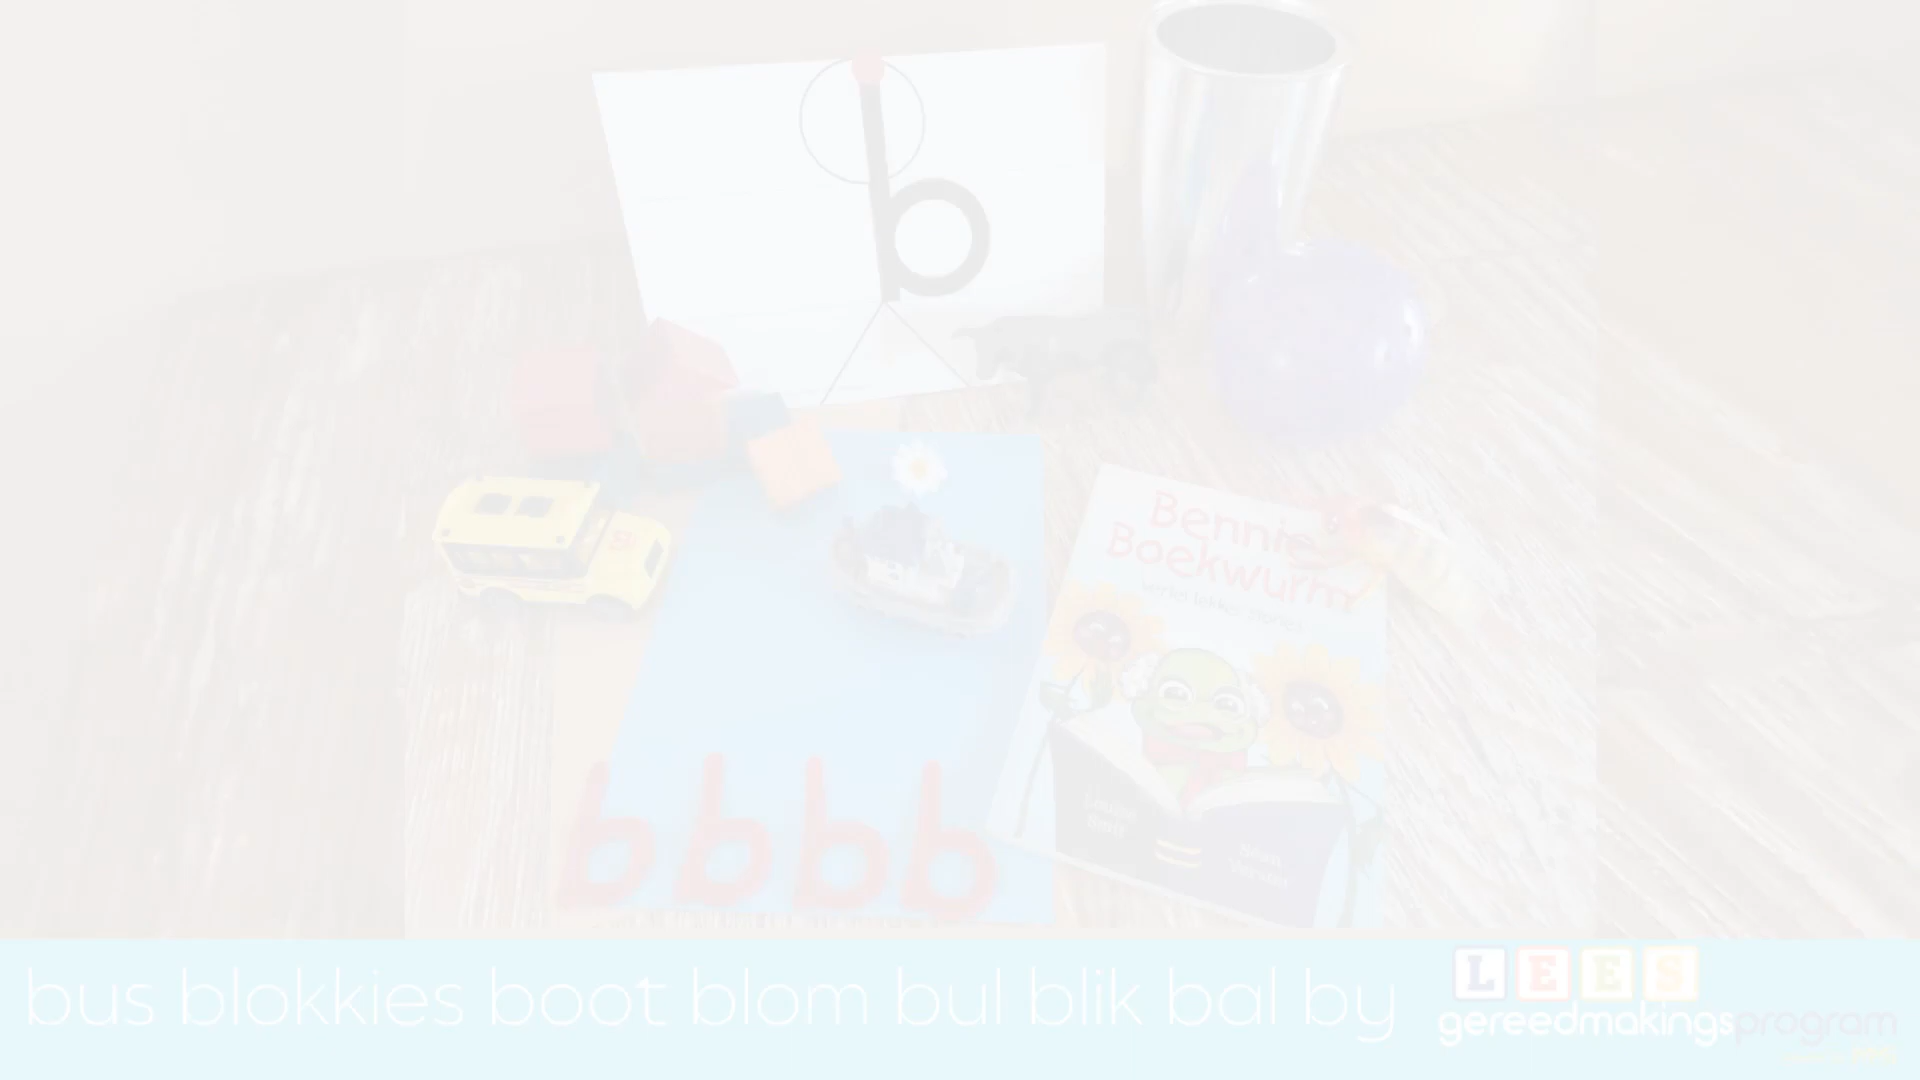 b
Bennie
Boekwurm
bbbb
bus blokkies boot blom bul blik bal by
LEES
gereedmakingsprogram